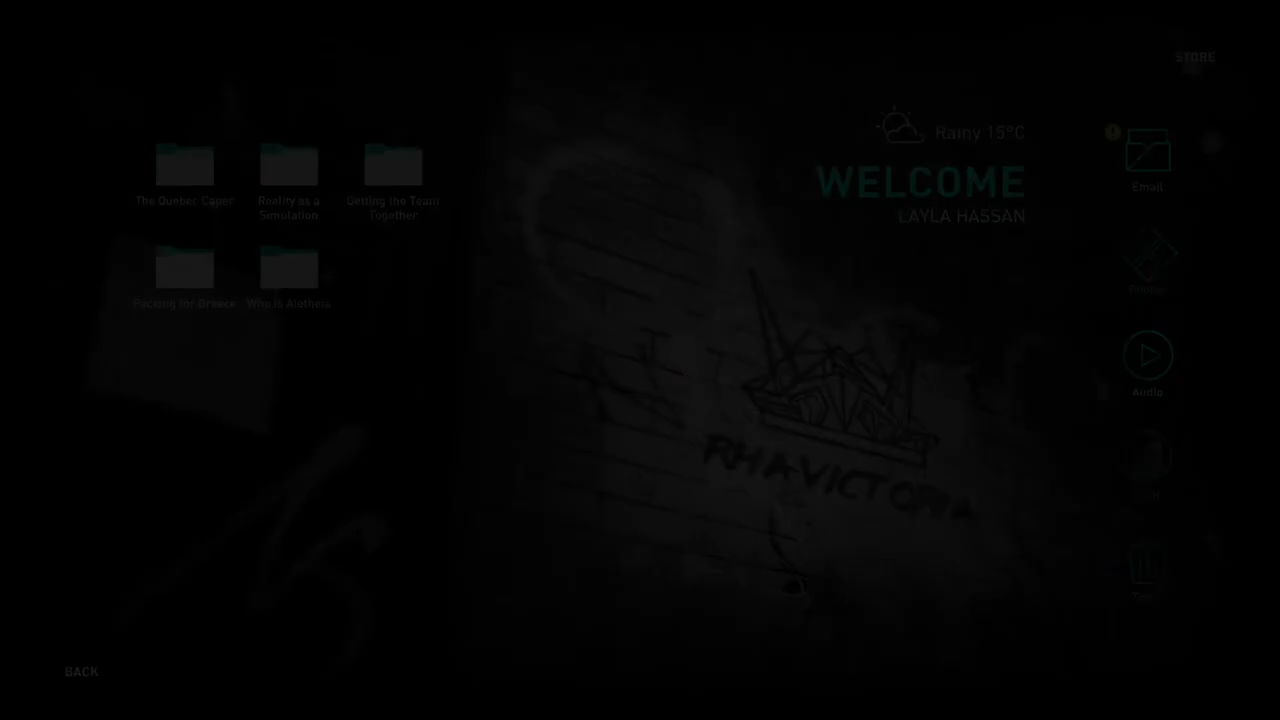 STORE
Rainy 15°C
WELCOME
LAYLA HASSAN
The Quebec Caper
Reality as a
Simulation
Getting the Team
Together
Packing for Greece
Who is Aletheia
Email
Audio
RHAVICTORIA
BACK